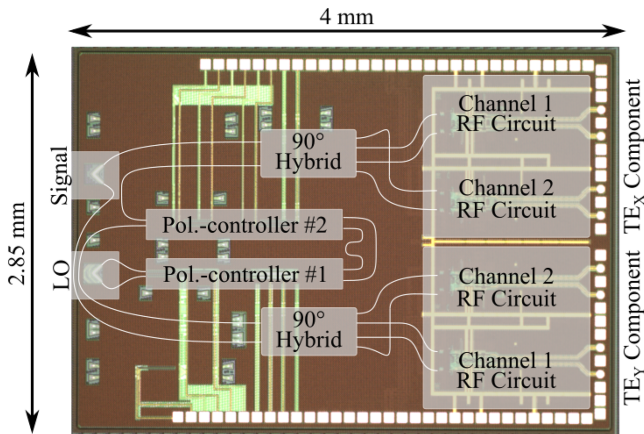 4 mm
2.85 mm
Signal
LO
90°
Hybrid
Channel 1
RF Circuit
Channel 2
RF Circuit
TEX Component
Pol.-controller #2
Pol.-controller #1
90°
Hybrid
Channel 2
RF Circuit
Channel 1
RF Circuit
TEY Component